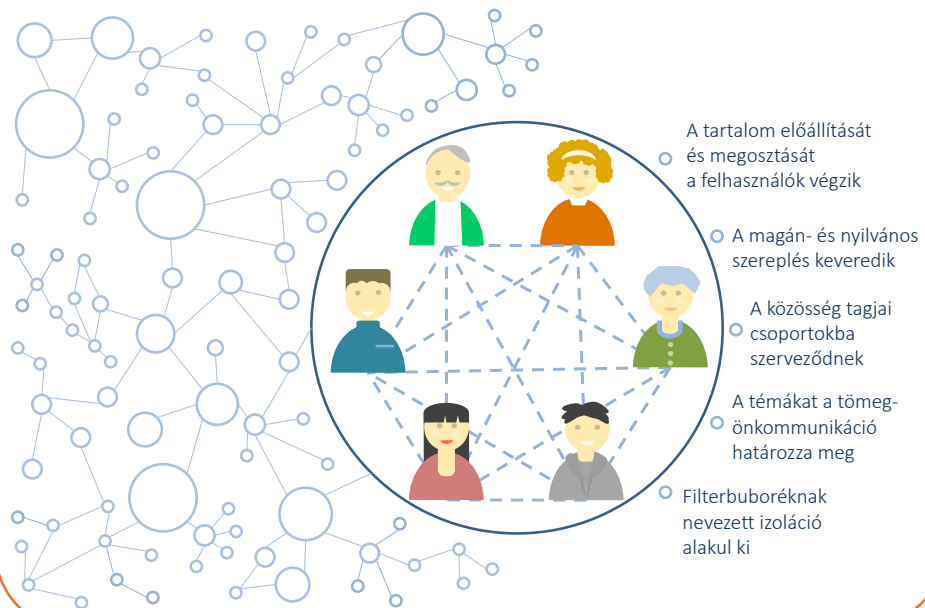 A tartalom előállítását
és megosztását
a felhasználók végzik
A magán- és nyilvános
szereplés keveredik
A közösség tagjai
csoportokba
szerveződnek
A témákat a tömeg-
önkommunikáció
határozza meg
Filterbuboréknak
nevezett izoláció
alakul ki